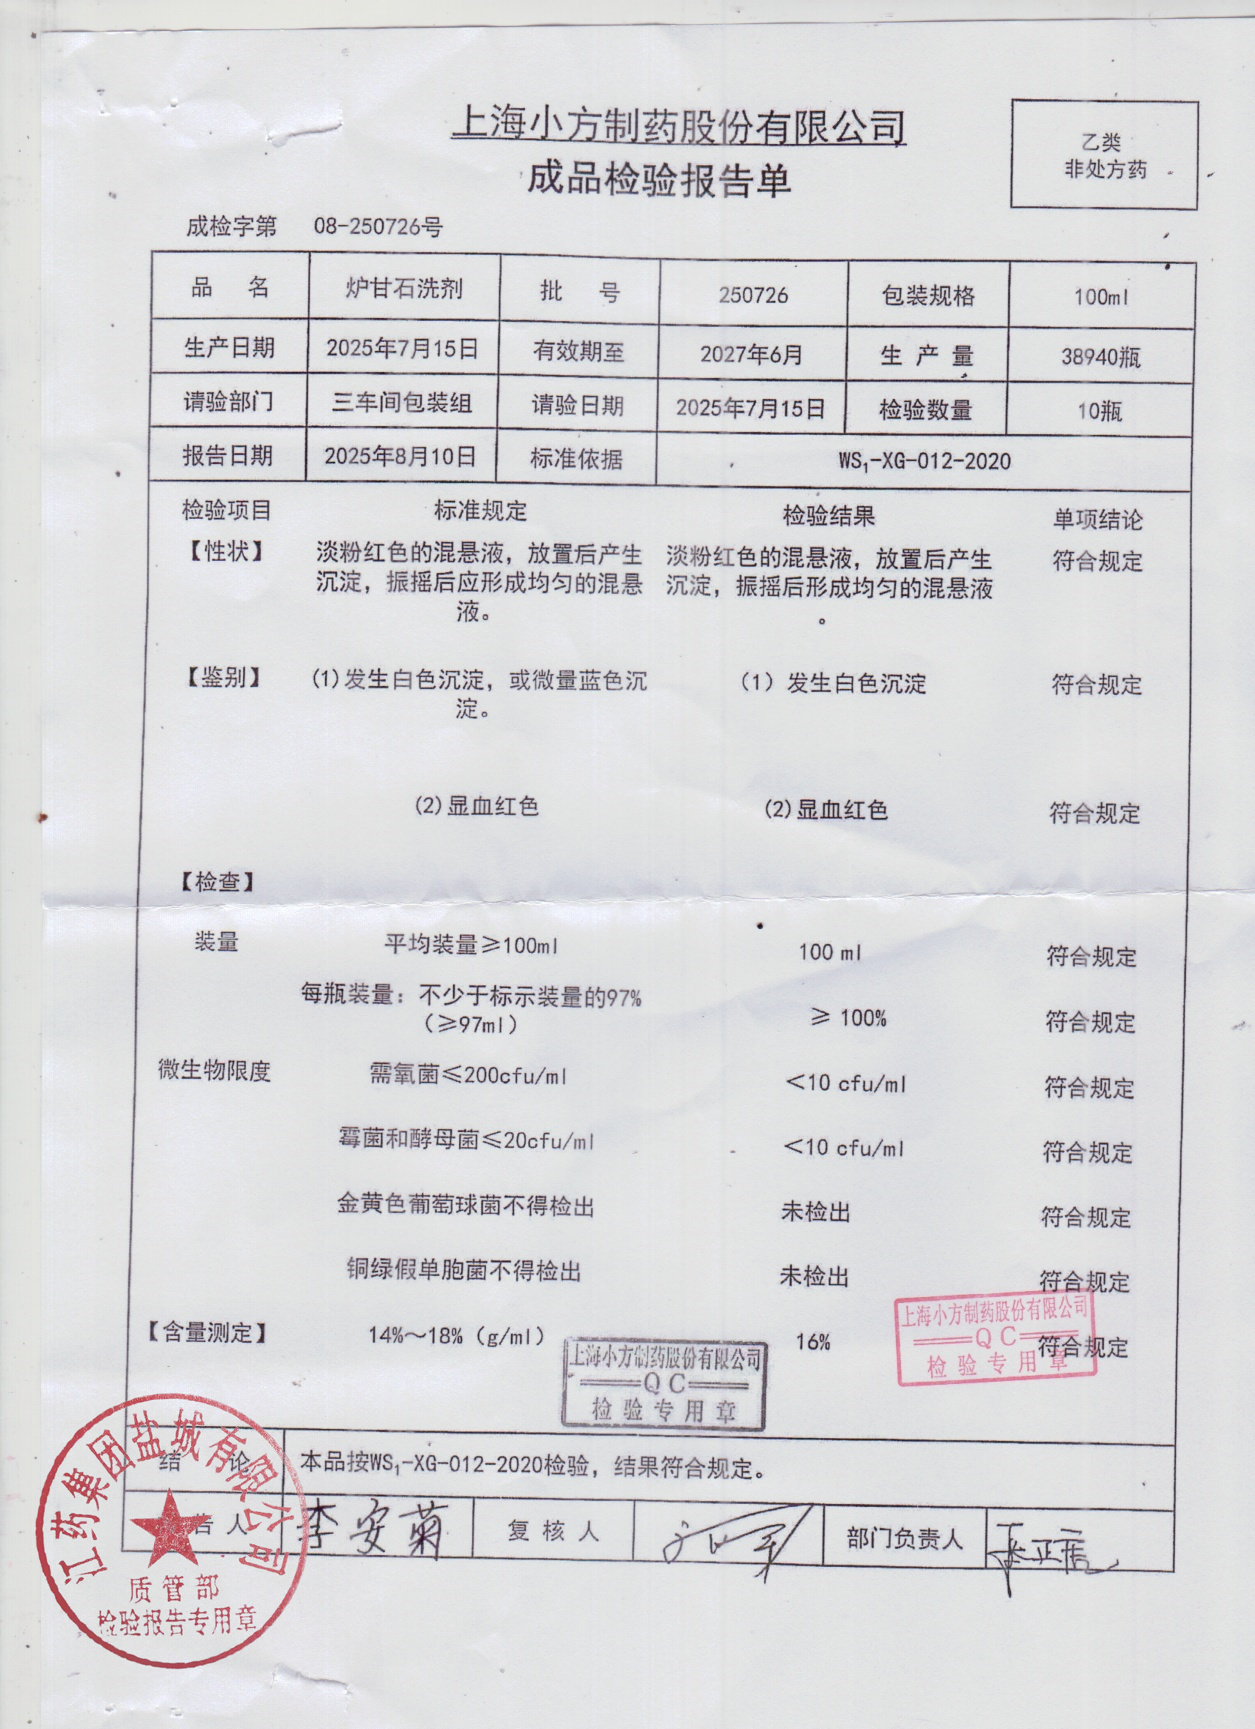 上海小方制药股份有限公司
成品检验报告单
乙类
非处方药
成检字第 08-250726号
品 名 炉甘石洗剂 批 号 250726 包装规格 100ml
生产日期 2025年7月15日 有效期至 2027年6月 生 产 量 38940瓶
请验部门 三车间包装组 请验日期 2025年7月15日 检验数量 10瓶
报告日期 2025年8月10日 标准依据 WS₁-XG-012-2020
检验项目 标准规定 检验结果 单项结论
【性状】 淡粉红色的混悬液，放置后产生 淡粉红色的混悬液，放置后产生 符合规定
沉淀，振摇后应形成均匀的混悬 沉淀，振摇后形成均匀的混悬液
液。 。
【鉴别】 (1)发生白色沉淀，或微量蓝色沉 （1）发生白色沉淀 符合规定
淀。
(2)显血红色 (2)显血红色 符合规定
【检查】
装量 平均装量≥100ml 100 ml 符合规定
每瓶装量：不少于标示装量的97% ≥ 100% 符合规定
（≥97ml）
微生物限度 需氧菌≤200cfu/ml ＜10 cfu/ml 符合规定
霉菌和酵母菌≤20cfu/ml ＜10 cfu/ml 符合规定
金黄色葡萄球菌不得检出 未检出 符合规定
铜绿假单胞菌不得检出 未检出 符合规定
【含量测定】 14%～18%（g/ml） 16% 符合规定
上海小方制药股份有限公司
QC
检验专用章
上海小方制药股份有限公司
QC
检验专用章
结 论 本品按WS₁-XG-012-2020检验，结果符合规定。
告 人 李安菊 复 核 人 部门负责人
江药集团盐城有限公司
质管部
检验报告专用章